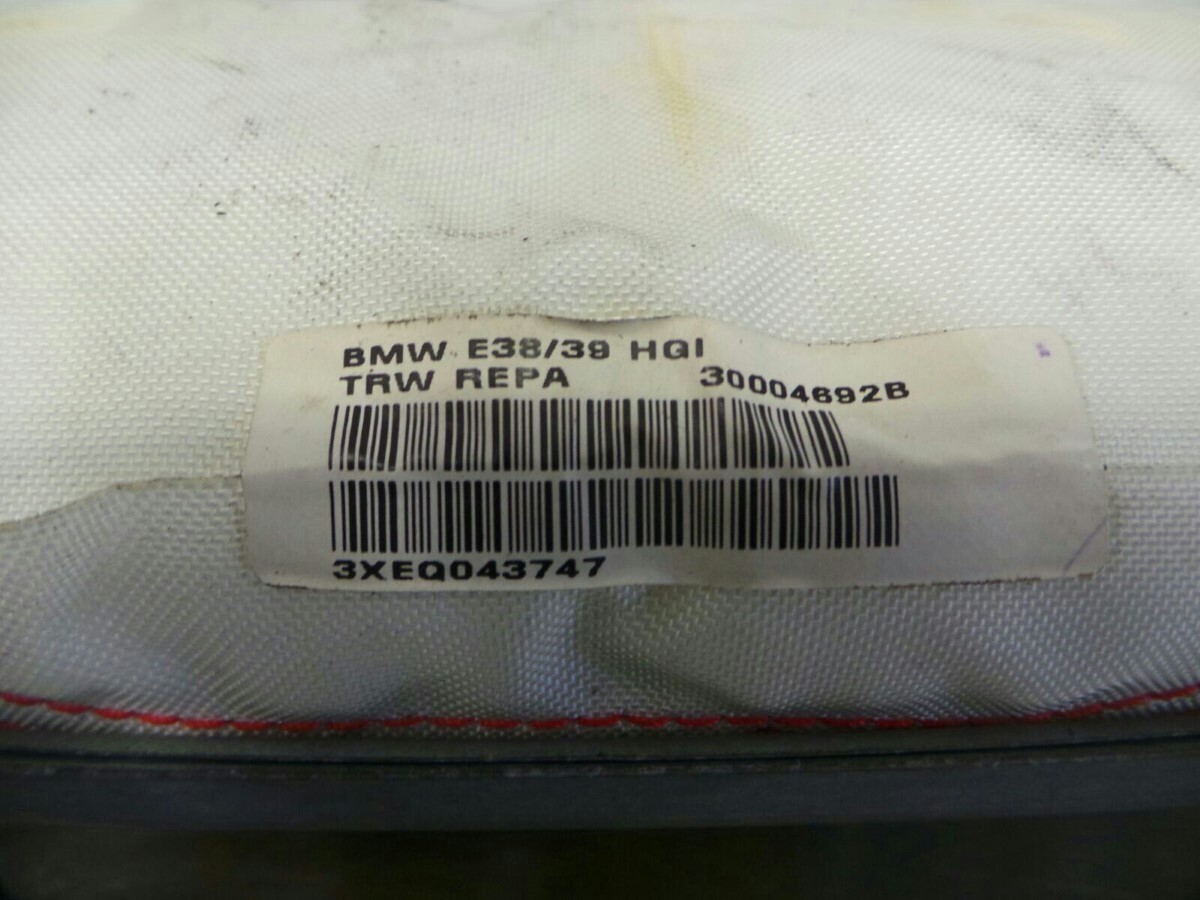 BMW E38/39 HGI
TRW REPA 30004692B
3XEQ043747